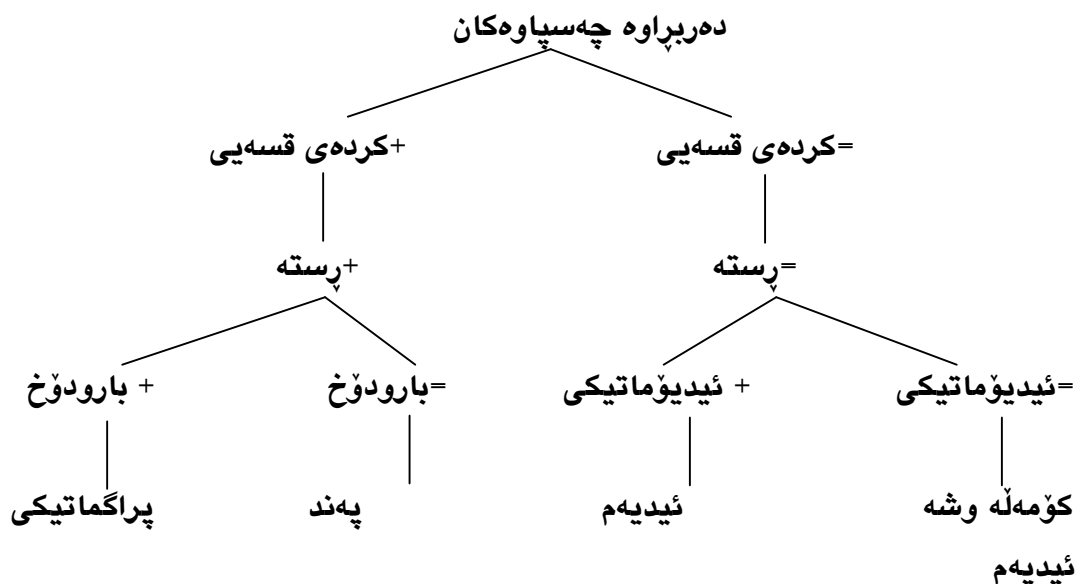 دەربڕاوە چەسپاوەکان
=کردەی قسەیی +کردەی قسەیی
=ڕستە +ڕستە
=ئیدیۆماتیکی + ئیدیۆماتیکی =بارودۆخ + بارودۆخ
کۆمەڵە وشە ئیدیەم پەند پراگماتیکی
ئیدیەم